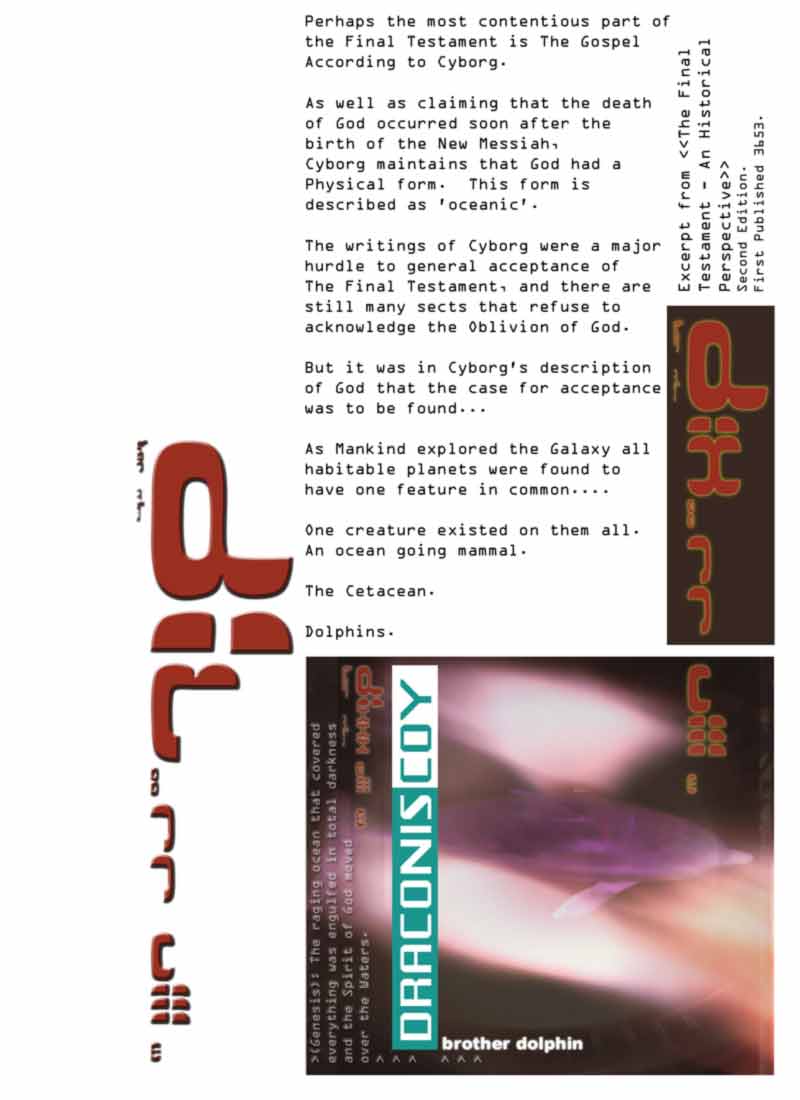 Perhaps the most contentious part of
the Final Testament is The Gospel
According to Cyborg.
As well as claiming that the death
of God occurred soon after the
birth of the New Messiah,
Cyborg maintains that God had a
Physical form.  This form is
described as 'oceanic'.
The writings of Cyborg were a major
hurdle to general acceptance of
The Final Testament, and there are
still many sects that refuse to
acknowledge the Oblivion of God.
But it was in Cyborg's description
of God that the case for acceptance
was to be found...
As Mankind explored the Galaxy all
habitable planets were found to
have one feature in common....
One creature existed on them all.
An ocean going mammal.
The Cetacean.
Dolphins.
Excerpt from <<The Final
Testament - An Historical
Perspective>>
Second Edition.
First Published 3653.
>(Genesis): The raging ocean that covered
everything was engulfed in total darkness
and the Spirit of God moved
over the Waters.
> > >   > > >
DRACONISCOY
brother dolphin